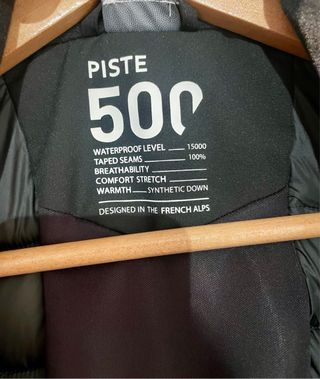 PISTE
500
WATERPROOF LEVEL 15000
TAPED SEAMS 100%
BREATHABILITY
COMFORT STRETCH
WARMTH SYNTHETIC DOWN
DESIGNED IN THE FRENCH ALPS